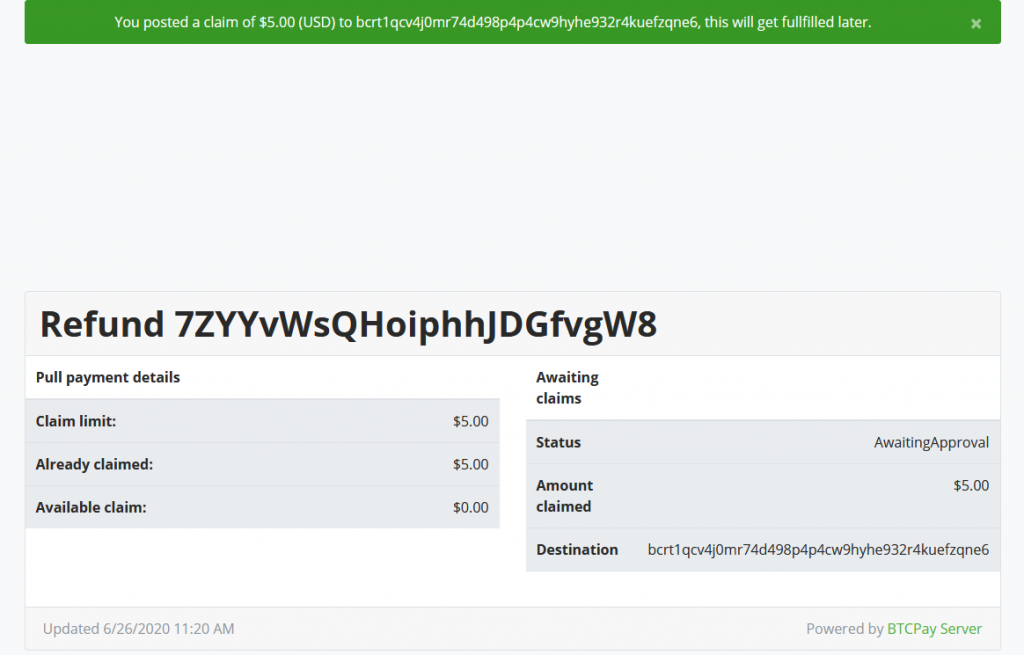 You posted a claim of $5.00 (USD) to bcrt1qcv4j0mr74d498p4p4cw9hyhe932r4kuefzqne6, this will get fullfilled later. ×
Refund 7ZYYvWsQHoiphhJDGfvgW8
Pull payment details
Claim limit: $5.00
Already claimed: $5.00
Available claim: $0.00
Awaiting
claims
Status AwaitingApproval
Amount $5.00
claimed
Destination bcrt1qcv4j0mr74d498p4p4cw9hyhe932r4kuefzqne6
Updated 6/26/2020 11:20 AM
Powered by BTCPay Server